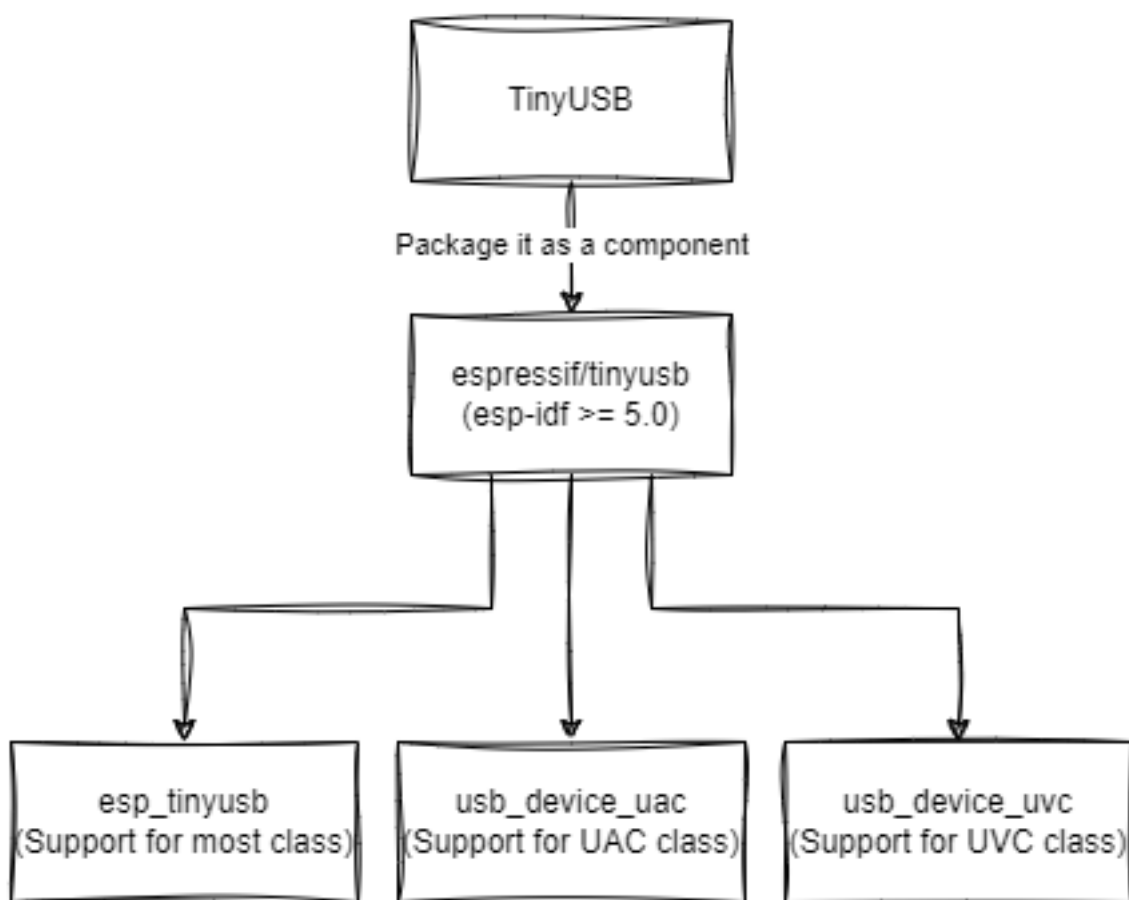 TinyUSB
Package it as a component
espressif/tinyusb
(esp-idf >= 5.0)
esp_tinyusb
(Support for most class)
usb_device_uac
(Support for UAC class)
usb_device_uvc
(Support for UVC class)